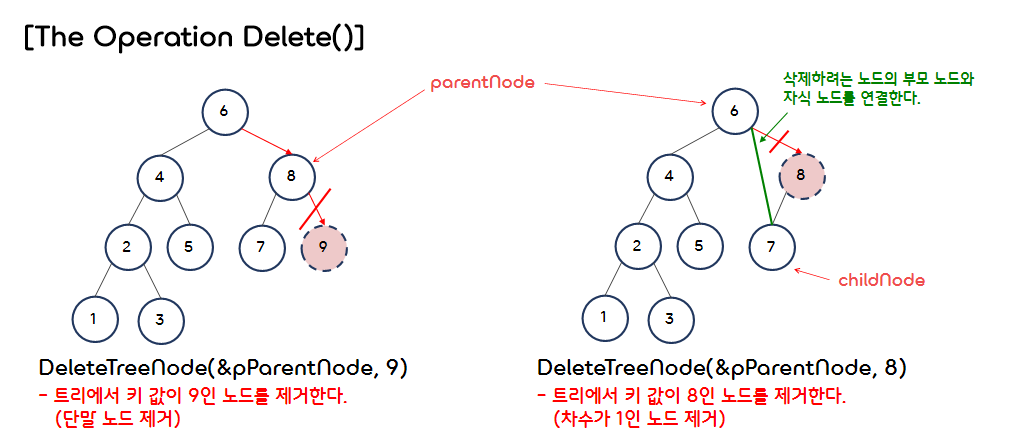 [The Operation Delete()]
parentNode
삭제하려는 노드의 부모 노드와
자식 노드를 연결한다.
6
4
8
2
5
7
9
1
3
6
4
8
2
5
7
1
3
childNode
DeleteTreeNode(&pParentNode, 9)
- 트리에서 키 값이 9인 노드를 제거한다.
(단말 노드 제거)
DeleteTreeNode(&pParentNode, 8)
- 트리에서 키 값이 8인 노드를 제거한다.
(차수가 1인 노드 제거)